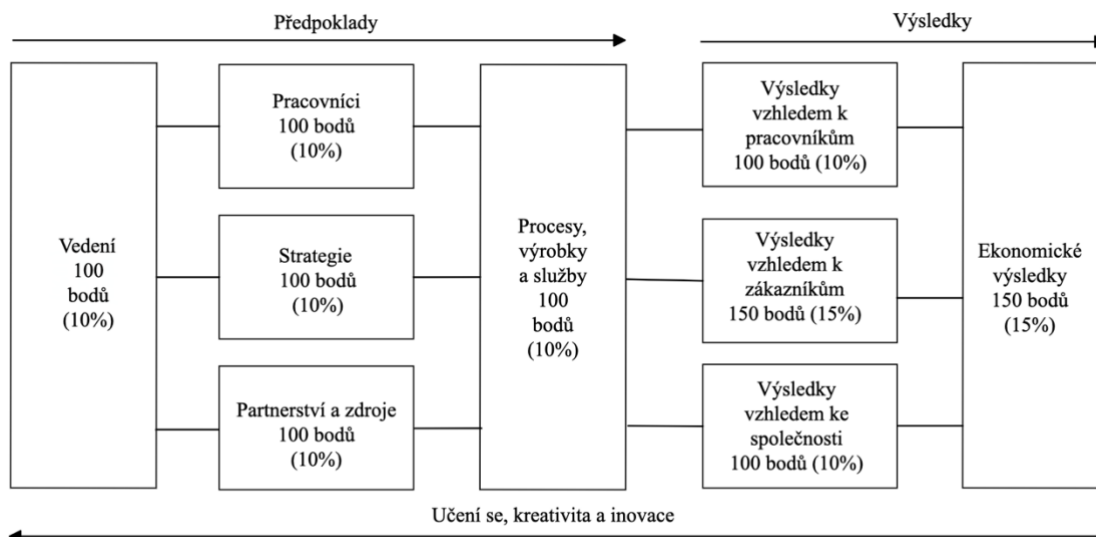 Předpoklady
Výsledky
Vedení
100
bodů
(10%)
Pracovníci
100 bodů
(10%)
Strategie
100 bodů
(10%)
Partnerství a zdroje
100 bodů
(10%)
Procesy,
výrobky
a služby
100
bodů
(10%)
Výsledky
vzhledem k
pracovníkům
100 bodů (10%)
Výsledky
vzhledem k
zákazníkům
150 bodů (15%)
Výsledky
vzhledem ke
společnosti
100 bodů (10%)
Ekonomické
výsledky
150 bodů
(15%)
Učení se, kreativita a inovace